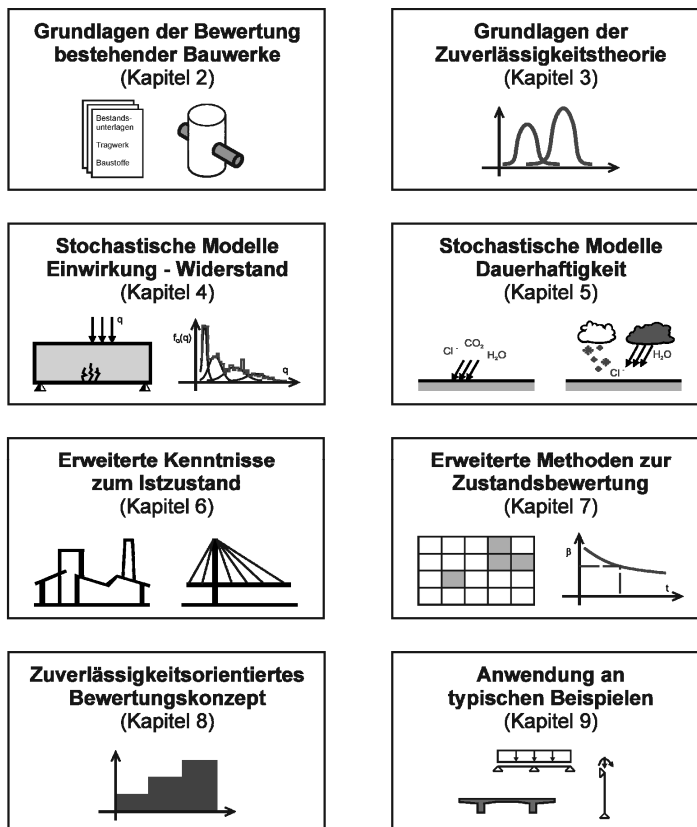 Grundlagen der Bewertung
bestehender Bauwerke
(Kapitel 2)
Bestands-
unterlagen
Tragwerk
Baustoffe
Grundlagen der
Zuverlässigkeitstheorie
(Kapitel 3)
Stochastische Modelle
Einwirkung - Widerstand
(Kapitel 4)
q
fQ(q)
q
Stochastische Modelle
Dauerhaftigkeit
(Kapitel 5)
Cl⁻ CO₂ H₂O
H₂O
Cl⁻
Erweiterte Kenntnisse
zum Istzustand
(Kapitel 6)
Erweiterte Methoden zur
Zustandsbewertung
(Kapitel 7)
β
t
Zuverlässigkeitsorientiertes
Bewertungskonzept
(Kapitel 8)
Anwendung an
typischen Beispielen
(Kapitel 9)